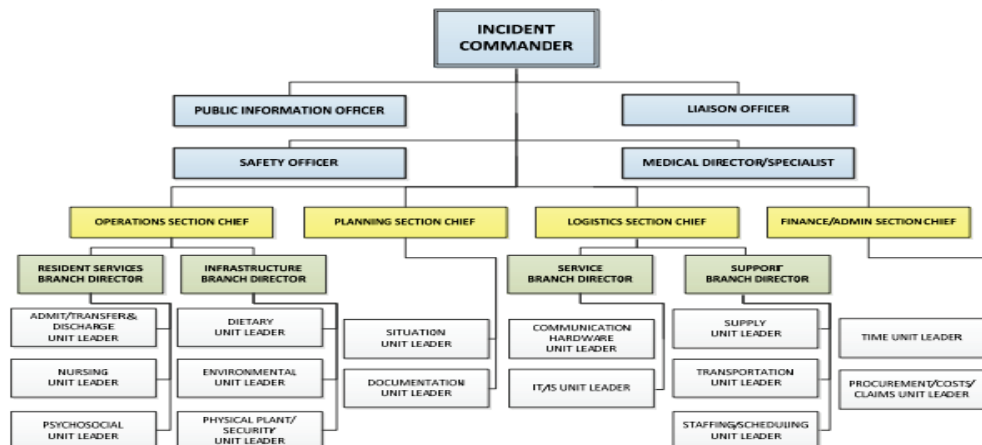 INCIDENT
COMMANDER
PUBLIC INFORMATION OFFICER
LIAISON OFFICER
SAFETY OFFICER
MEDICAL DIRECTOR/SPECIALIST
OPERATIONS SECTION CHIEF
PLANNING SECTION CHIEF
LOGISTICS SECTION CHIEF
FINANCE/ADMIN SECTION CHIEF
RESIDENT SERVICES
BRANCH DIRECTOR
INFRASTRUCTURE
BRANCH DIRECTOR
SERVICE
BRANCH DIRECTOR
SUPPORT
BRANCH DIRECTOR
ADMIT/TRANSFER&
DISCHARGE
UNIT LEADER
NURSING
UNIT LEADER
PSYCHOSOCIAL
UNIT LEADER
DIETARY
UNIT LEADER
ENVIRONMENTAL
UNIT LEADER
PHYSICAL PLANT/
SECURITY
UNIT LEADER
SITUATION
UNIT LEADER
DOCUMENTATION
UNIT LEADER
COMMUNICATION
HARDWARE
UNIT LEADER
IT/IS UNIT LEADER
SUPPLY
UNIT LEADER
TRANSPORTATION
UNIT LEADER
STAFFING/SCHEDULING
UNIT LEADER
TIME UNIT LEADER
PROCUREMENT/COSTS/
CLAIMS UNIT LEADER